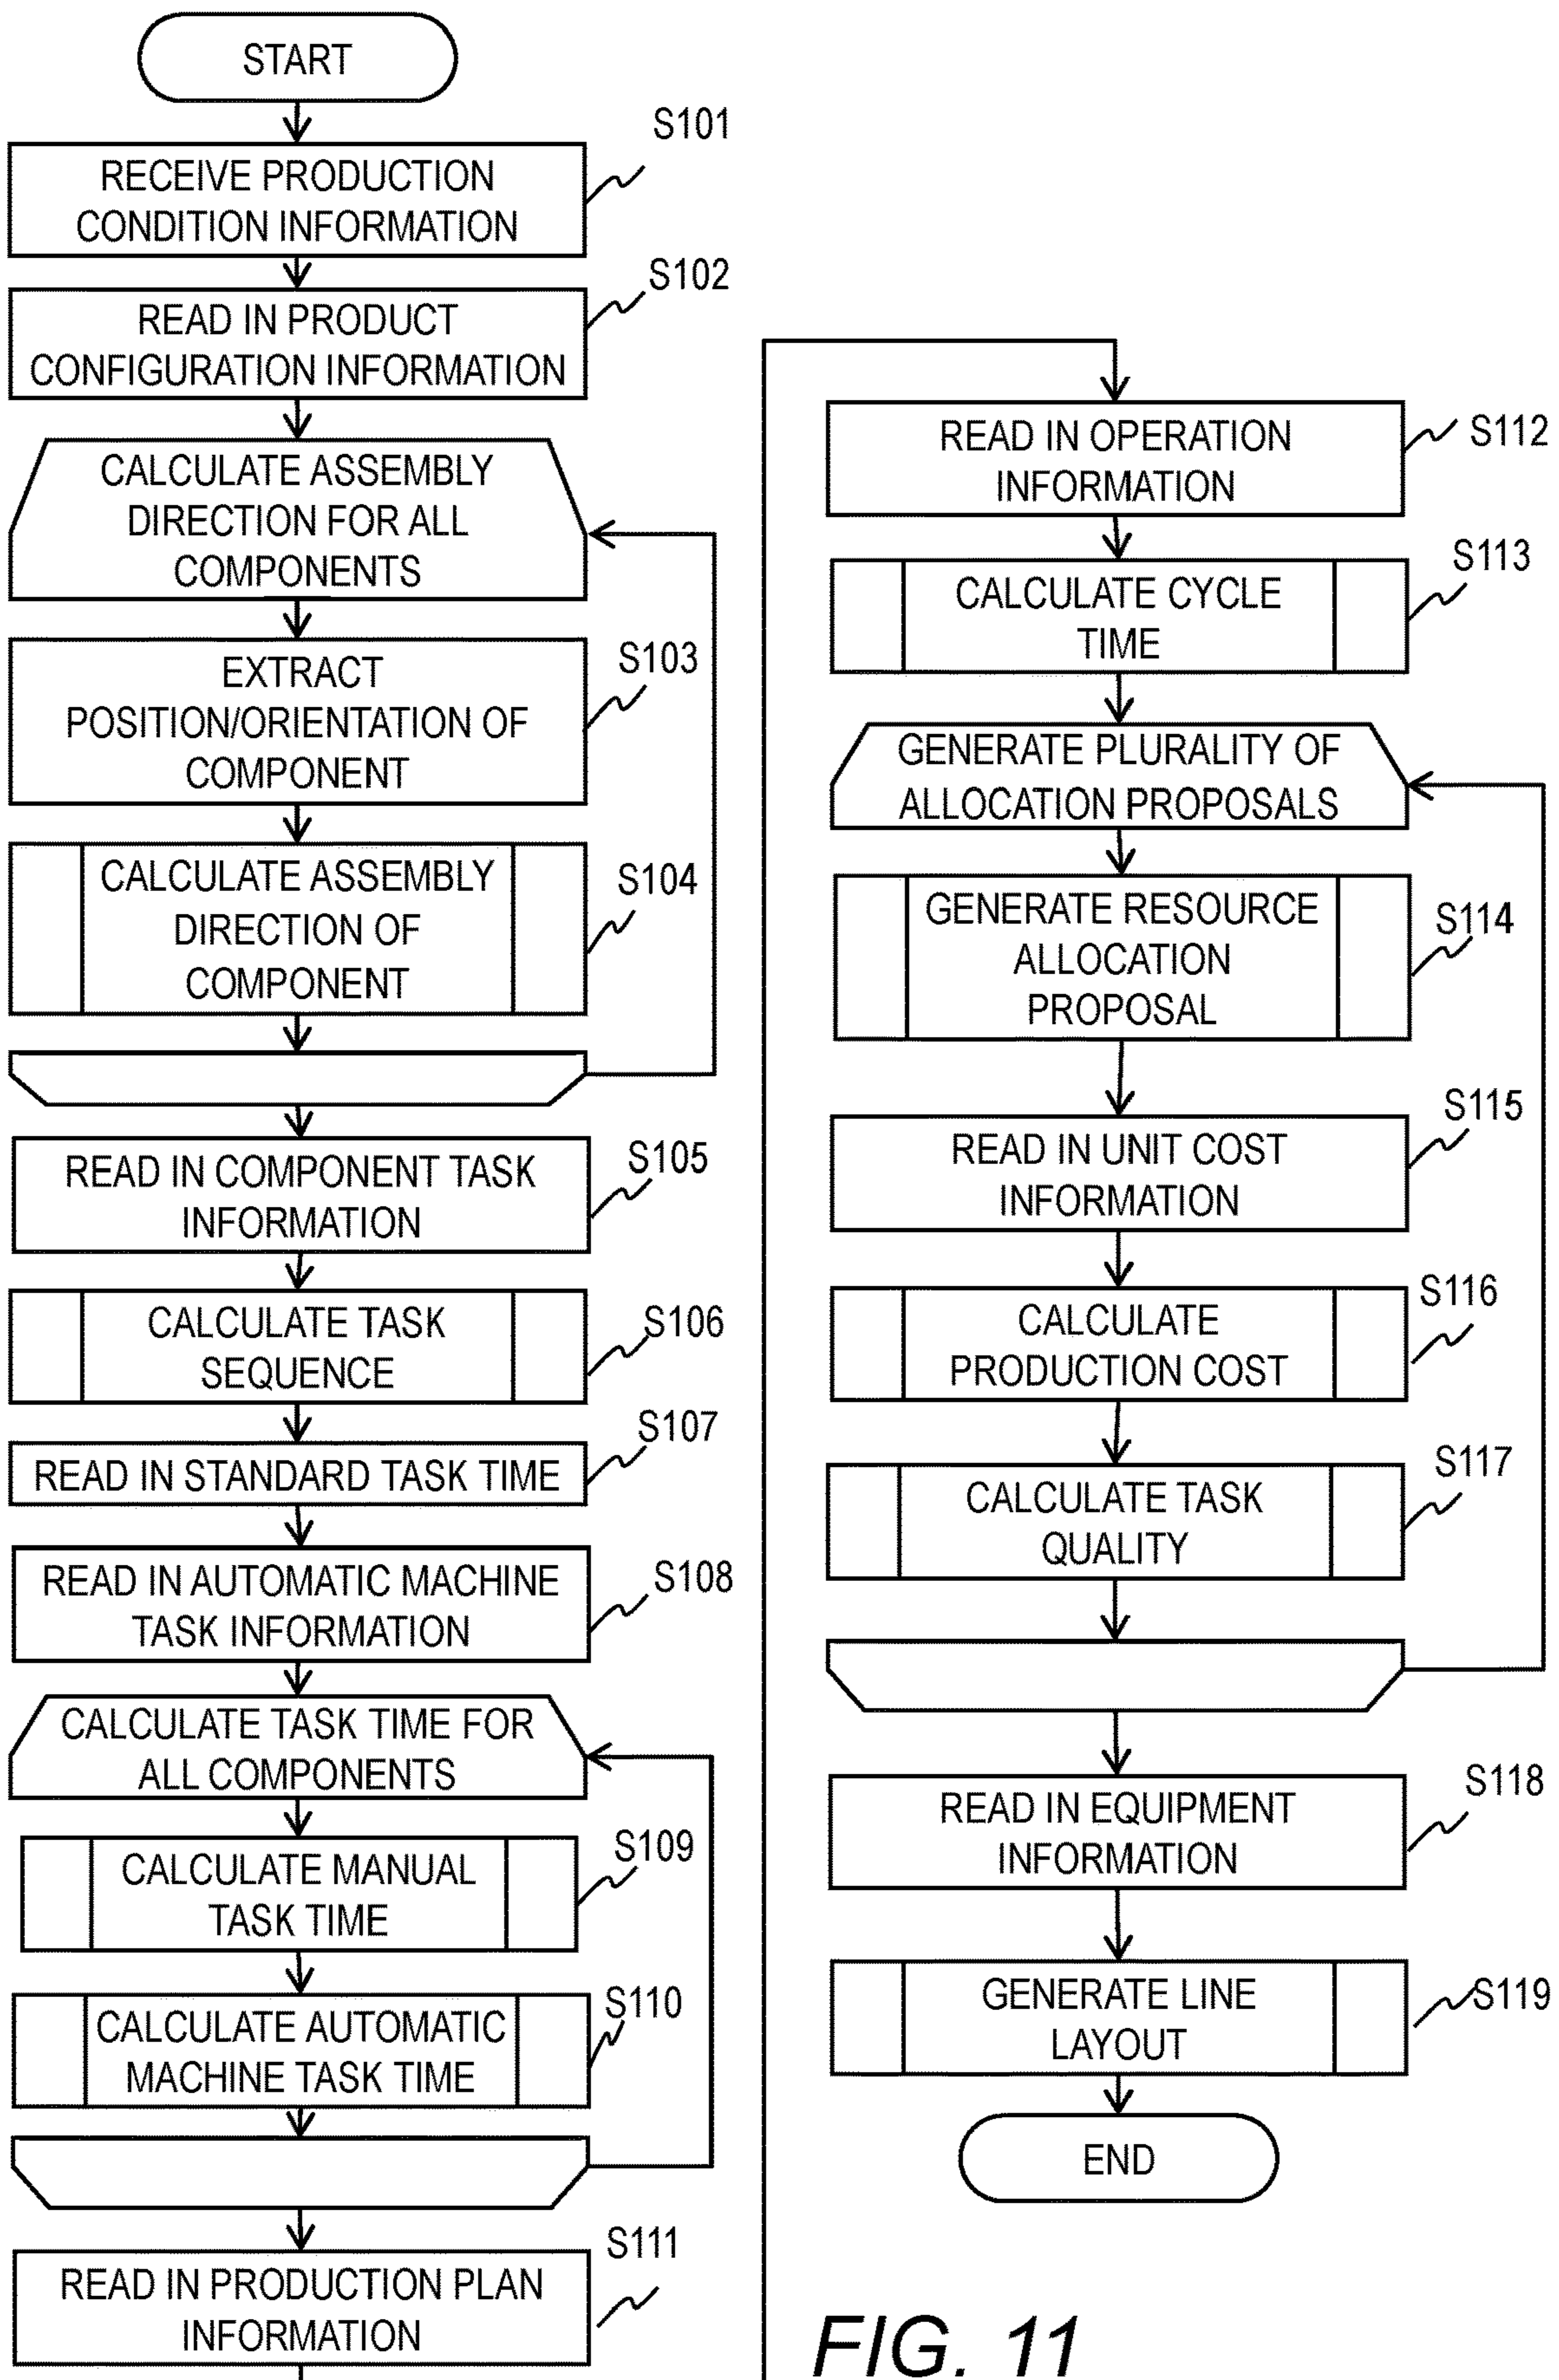 START
S101
RECEIVE PRODUCTION
CONDITION INFORMATION
S102
READ IN PRODUCT
CONFIGURATION INFORMATION
CALCULATE ASSEMBLY
DIRECTION FOR ALL
COMPONENTS
S103
EXTRACT
POSITION/ORIENTATION OF
COMPONENT
S104
CALCULATE ASSEMBLY
DIRECTION OF
COMPONENT
S105
READ IN COMPONENT TASK
INFORMATION
S106
CALCULATE TASK
SEQUENCE
S107
READ IN STANDARD TASK TIME
S108
READ IN AUTOMATIC MACHINE
TASK INFORMATION
CALCULATE TASK TIME FOR
ALL COMPONENTS
S109
CALCULATE MANUAL
TASK TIME
S110
CALCULATE AUTOMATIC
MACHINE TASK TIME
S111
READ IN PRODUCTION PLAN
INFORMATION
S112
READ IN OPERATION
INFORMATION
S113
CALCULATE CYCLE
TIME
GENERATE PLURALITY OF
ALLOCATION PROPOSALS
S114
GENERATE RESOURCE
ALLOCATION
PROPOSAL
S115
READ IN UNIT COST
INFORMATION
S116
CALCULATE
PRODUCTION COST
S117
CALCULATE TASK
QUALITY
S118
READ IN EQUIPMENT
INFORMATION
S119
GENERATE LINE
LAYOUT
END
FIG. 11